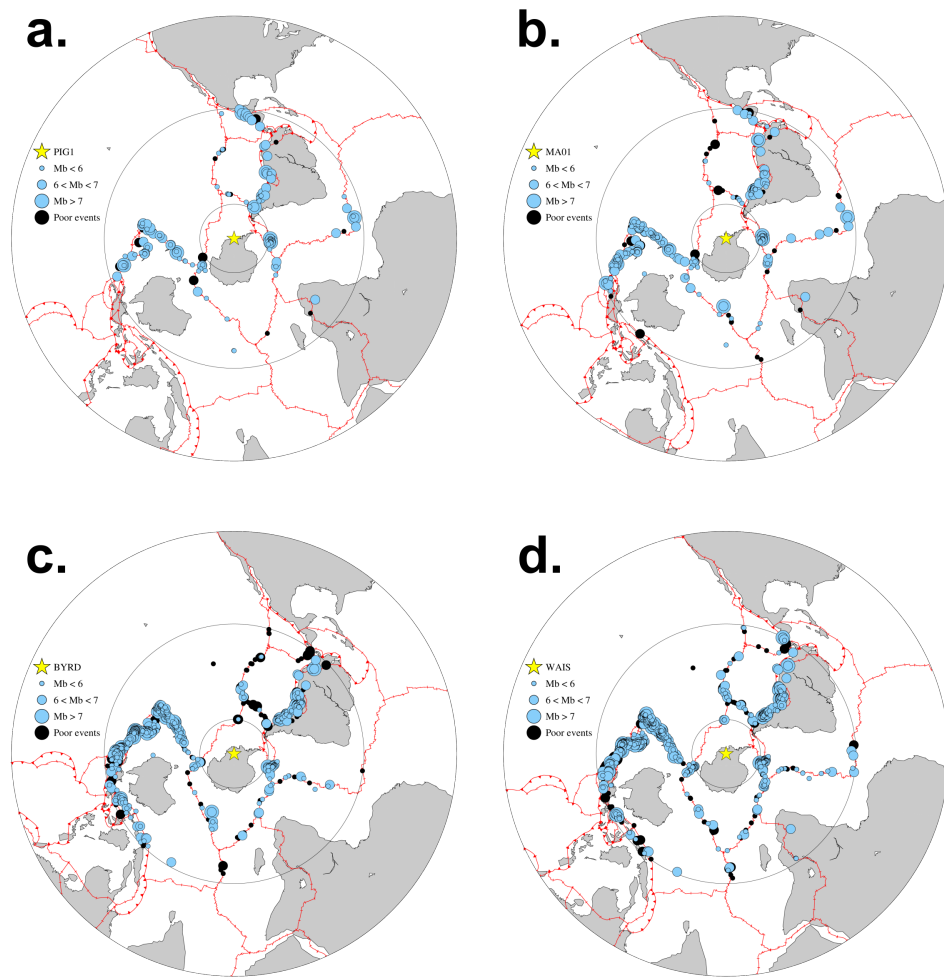 a.
PIG1
Mb < 6
6 < Mb < 7
Mb > 7
Poor events
b.
MA01
Mb < 6
6 < Mb < 7
Mb > 7
Poor events
c.
BYRD
Mb < 6
6 < Mb < 7
Mb > 7
Poor events
d.
WAIS
Mb < 6
6 < Mb < 7
Mb > 7
Poor events